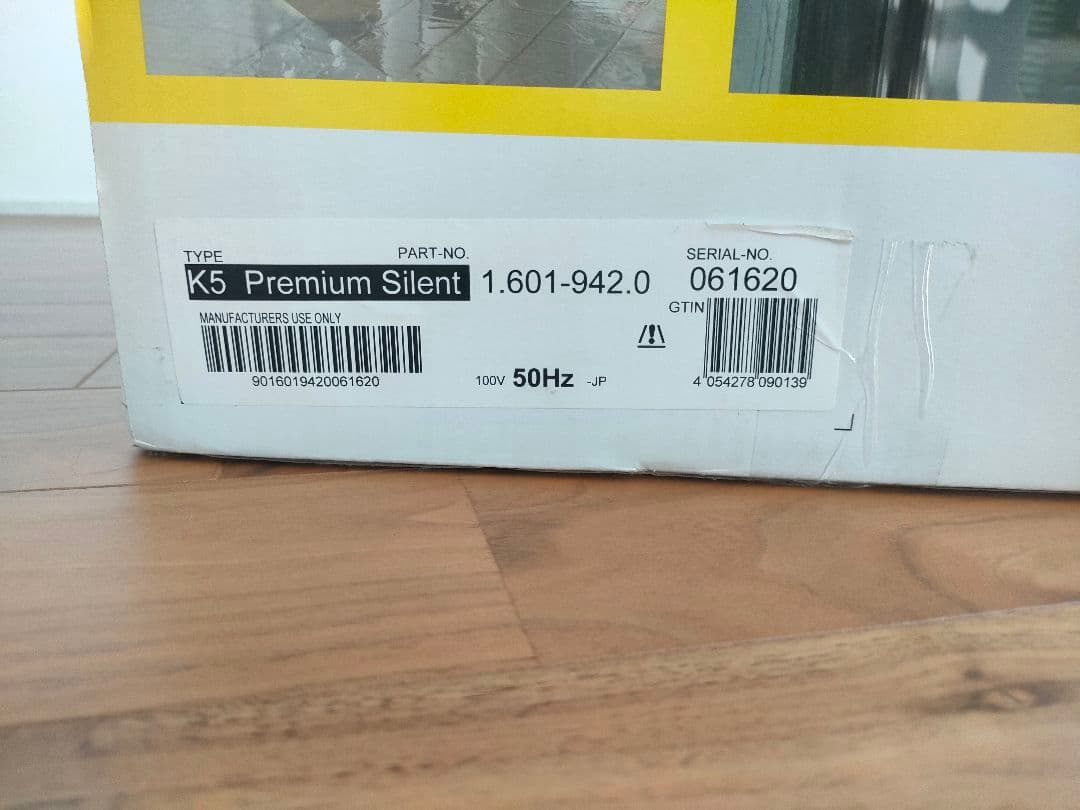 TYPE PART-NO. SERIAL-NO.
K5 Premium Silent 1.601-942.0 061620
MANUFACTURERS USE ONLY GTIN
9016019420061620 100V 50Hz -JP 4 054278 090139